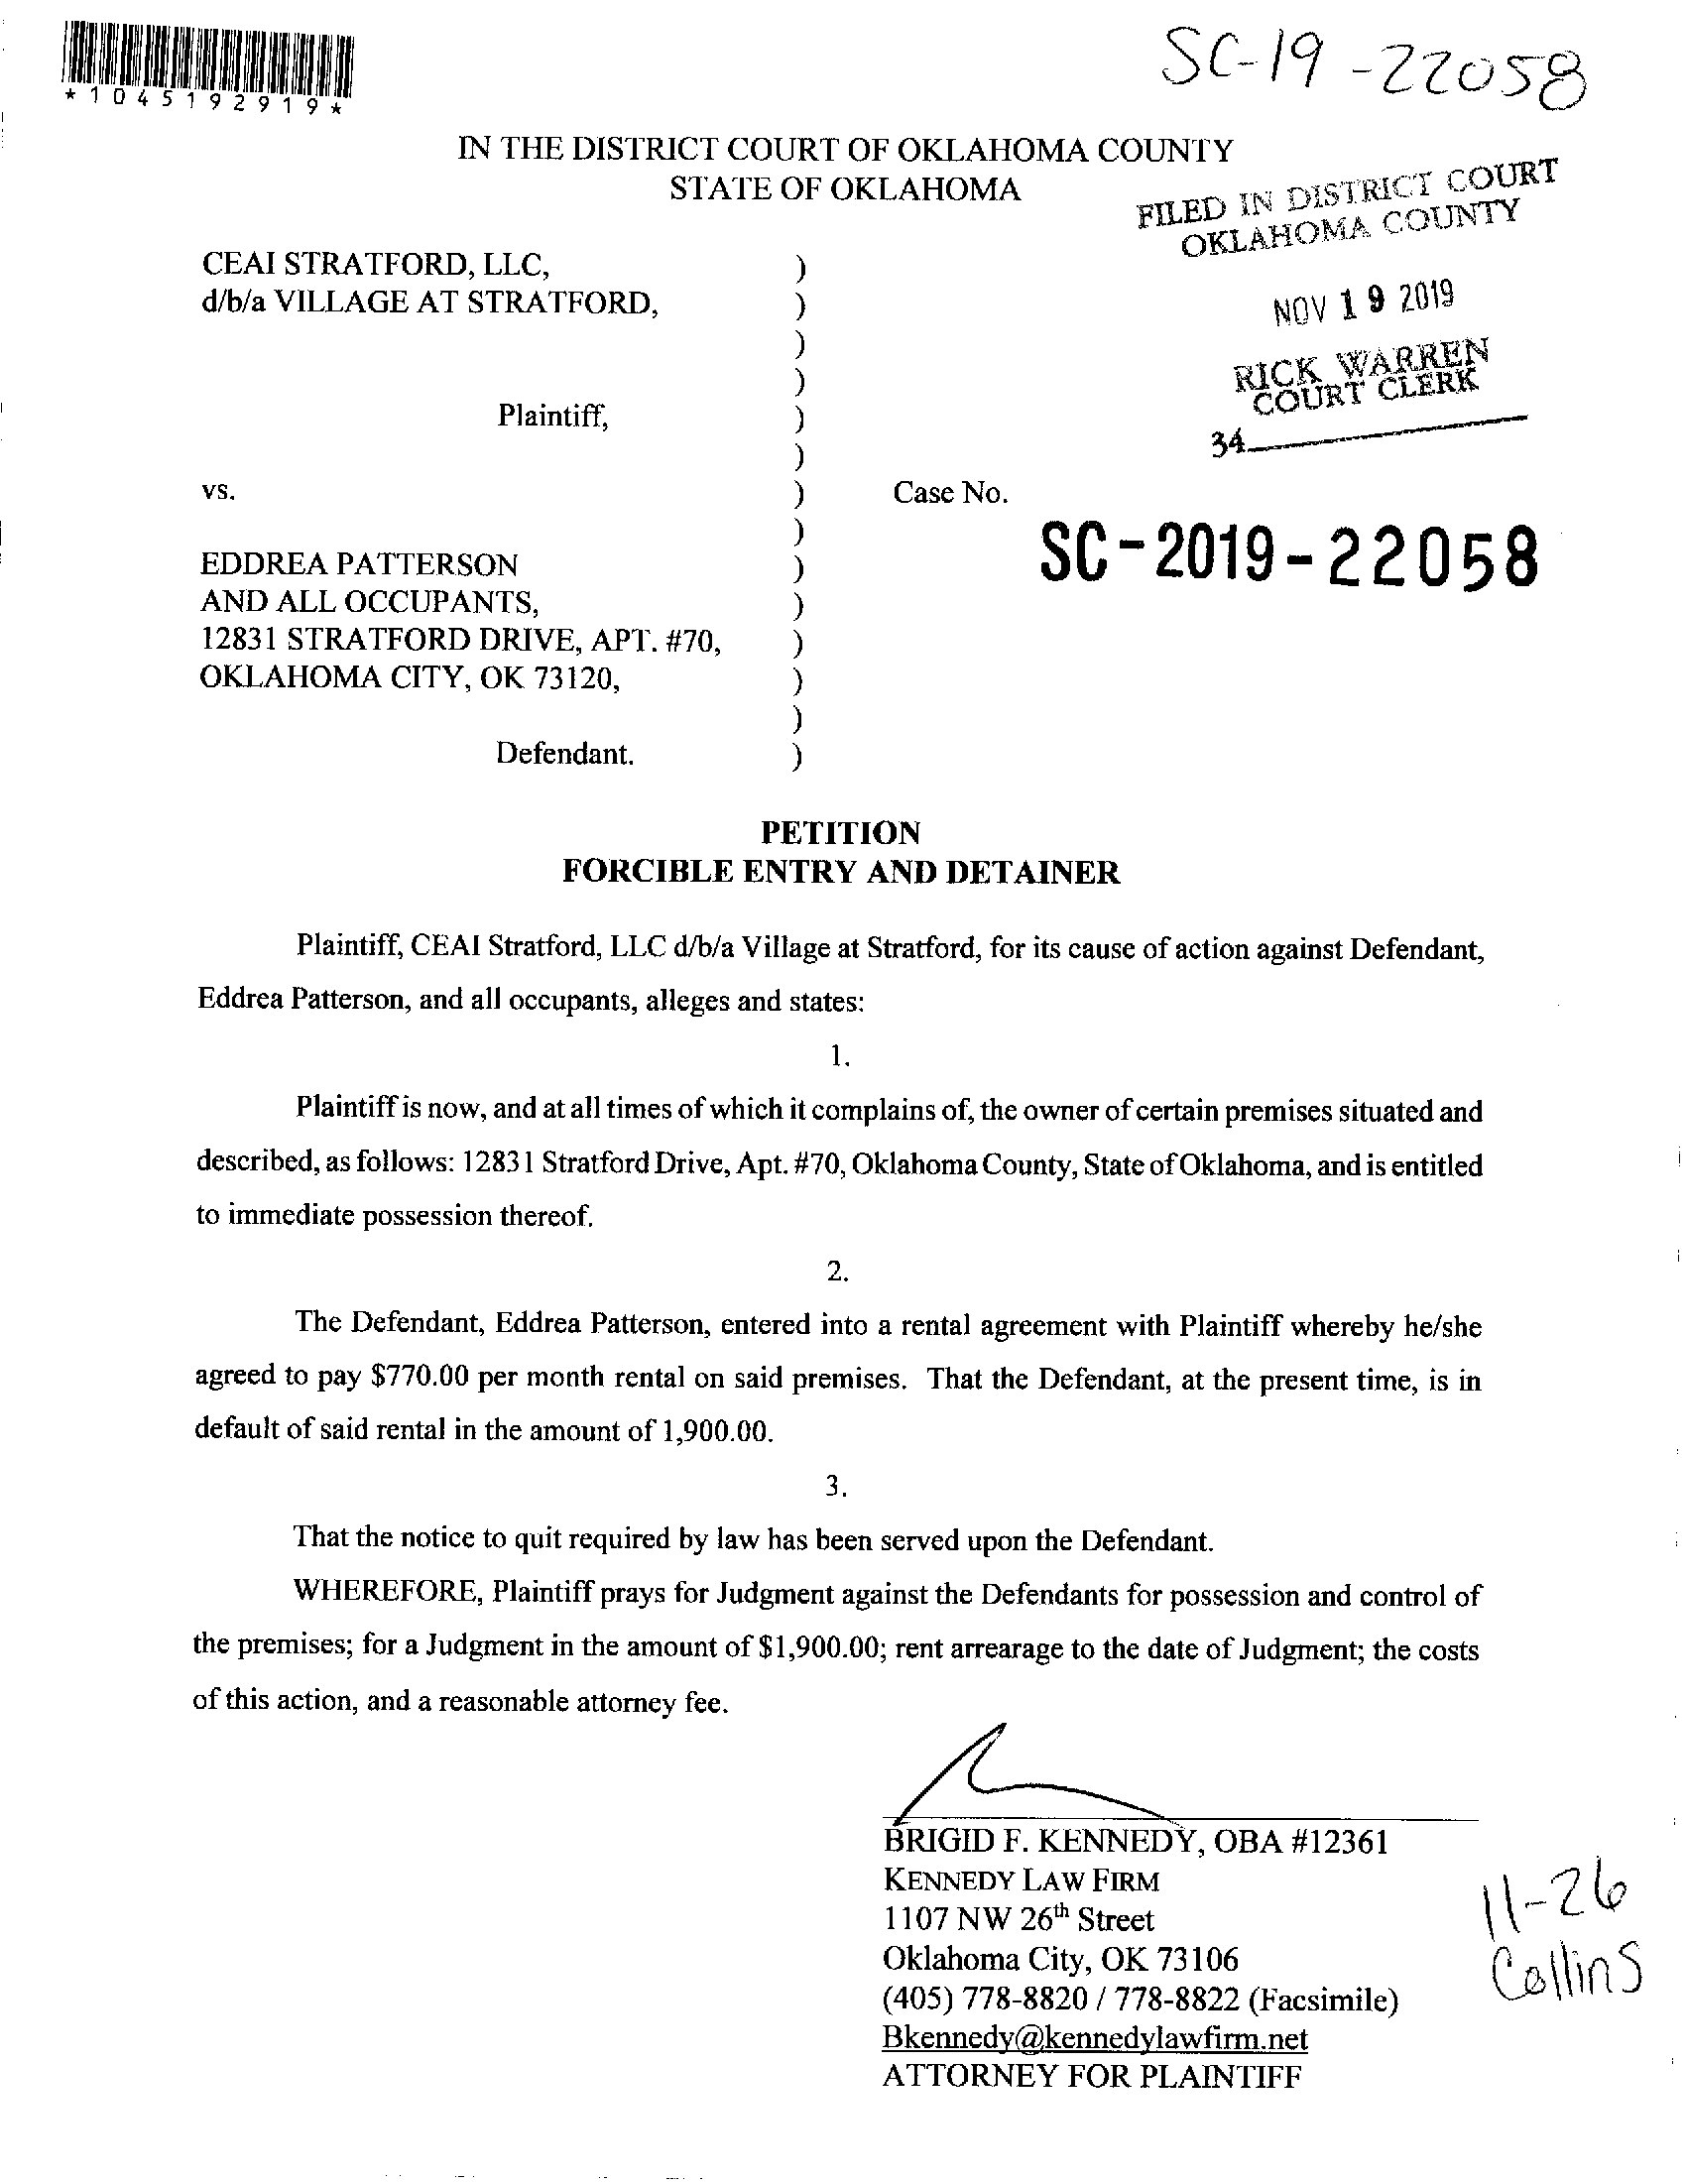 *1045192919*
SC-19-22058
IN THE DISTRICT COURT OF OKLAHOMA COUNTY
STATE OF OKLAHOMA
FILED IN DISTRICT COURT
OKLAHOMA COUNTY
NOV 19 2019
RICK WARREN
COURT CLERK
34
CEAI STRATFORD, LLC, )
d/b/a VILLAGE AT STRATFORD, )
)
)
Plaintiff, )
)
vs. ) Case No.
)
SC-2019-22058
EDDREA PATTERSON )
AND ALL OCCUPANTS, )
12831 STRATFORD DRIVE, APT. #70, )
OKLAHOMA CITY, OK 73120, )
)
Defendant. )
PETITION
FORCIBLE ENTRY AND DETAINER
Plaintiff, CEAI Stratford, LLC d/b/a Village at Stratford, for its cause of action against Defendant,
Eddrea Patterson, and all occupants, alleges and states:
1.
Plaintiff is now, and at all times of which it complains of, the owner of certain premises situated and
described, as follows: 12831 Stratford Drive, Apt. #70, Oklahoma County, State of Oklahoma, and is entitled
to immediate possession thereof.
2.
The Defendant, Eddrea Patterson, entered into a rental agreement with Plaintiff whereby he/she
agreed to pay $770.00 per month rental on said premises. That the Defendant, at the present time, is in
default of said rental in the amount of 1,900.00.
3.
That the notice to quit required by law has been served upon the Defendant.
WHEREFORE, Plaintiff prays for Judgment against the Defendants for possession and control of
the premises; for a Judgment in the amount of $1,900.00; rent arrearage to the date of Judgment; the costs
of this action, and a reasonable attorney fee.
BRIGID F. KENNEDY, OBA #12361
KENNEDY LAW FIRM
1107 NW 26th Street
Oklahoma City, OK 73106
(405) 778-8820 / 778-8822 (Facsimile)
Bkennedy@kennedylawfirm.net
ATTORNEY FOR PLAINTIFF
11-26
Collins